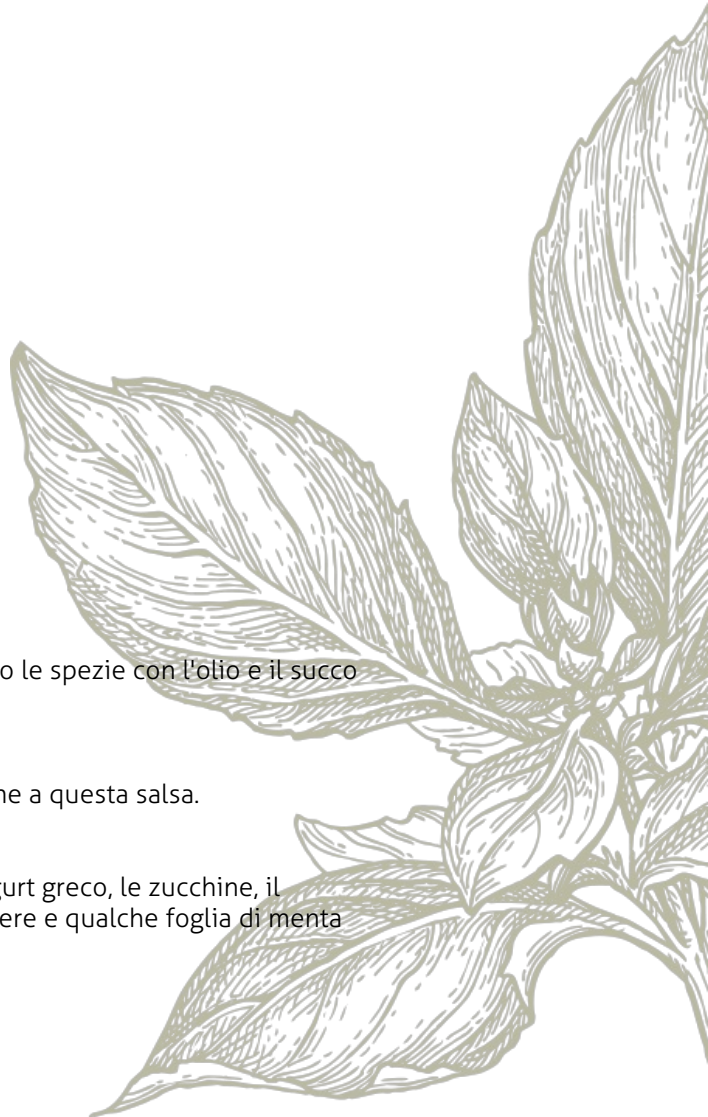 o le spezie con l'olio e il succo
ne a questa salsa.
gurt greco, le zucchine, il
ere e qualche foglia di menta